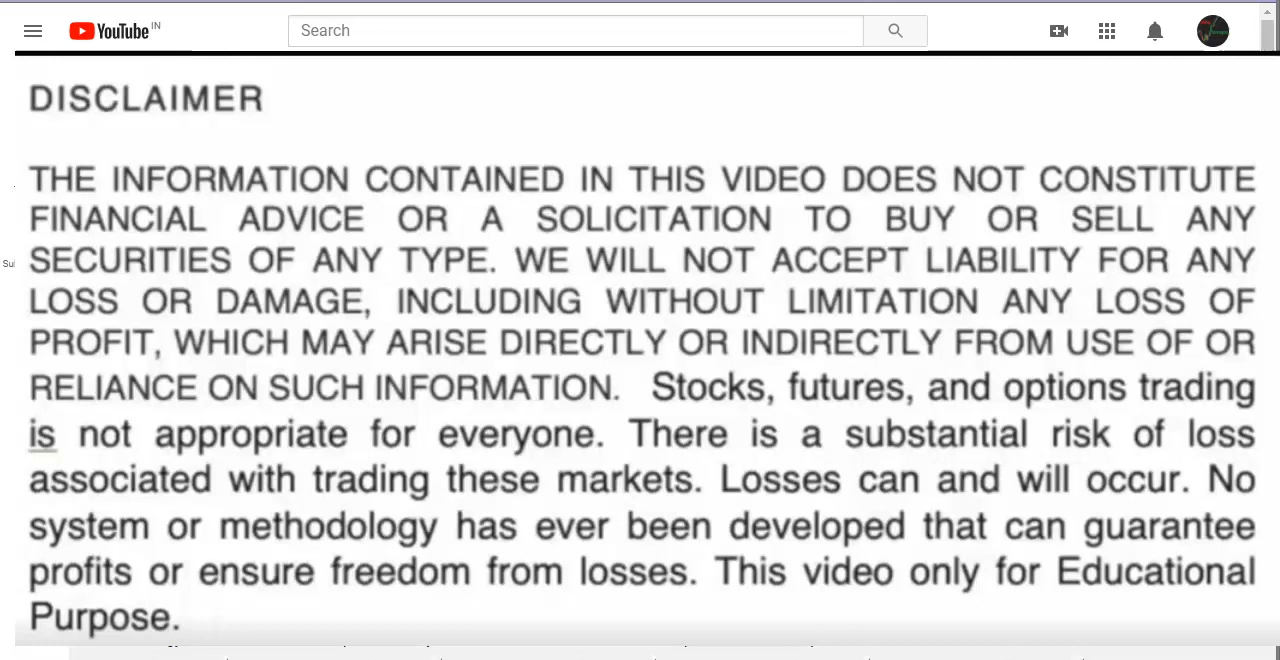 YouTube IN
Search
DISCLAIMER
THE INFORMATION CONTAINED IN THIS VIDEO DOES NOT CONSTITUTE
FINANCIAL ADVICE OR A SOLICITATION TO BUY OR SELL ANY
SECURITIES OF ANY TYPE. WE WILL NOT ACCEPT LIABILITY FOR ANY
LOSS OR DAMAGE, INCLUDING WITHOUT LIMITATION ANY LOSS OF
PROFIT, WHICH MAY ARISE DIRECTLY OR INDIRECTLY FROM USE OF OR
RELIANCE ON SUCH INFORMATION. Stocks, futures, and options trading
is not appropriate for everyone. There is a substantial risk of loss
associated with trading these markets. Losses can and will occur. No
system or methodology has ever been developed that can guarantee
profits or ensure freedom from losses. This video only for Educational
Purpose.